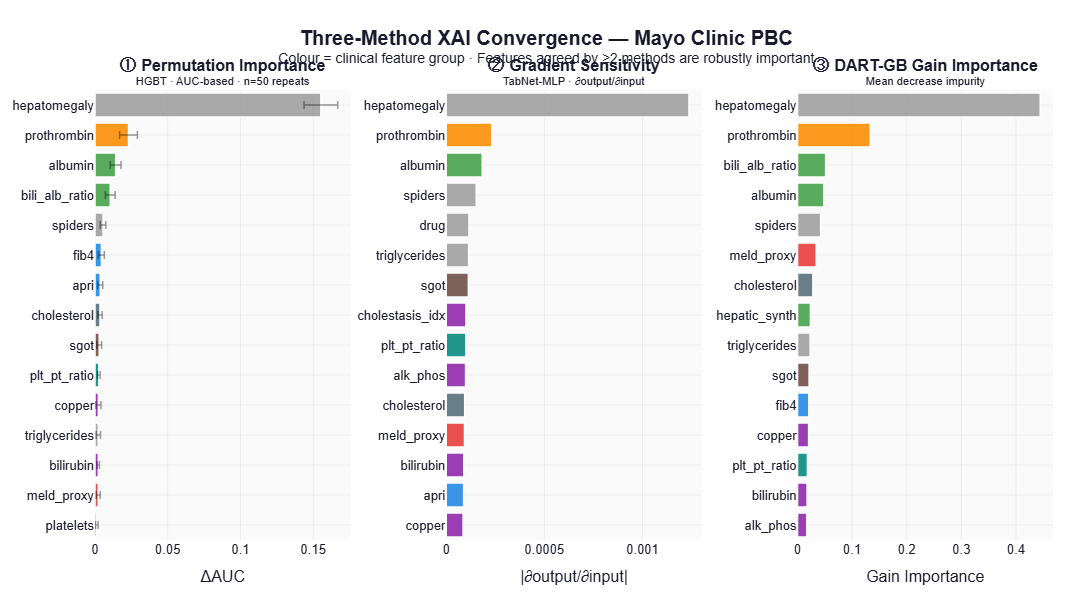 Three-Method XAI Convergence — Mayo Clinic PBC
Colour = clinical feature group · Features agreed by ≥2 methods are robustly important
① Permutation Importance
HGBT · AUC-based · n=50 repeats
hepatomegaly
prothrombin
albumin
bili_alb_ratio
spiders
fib4
apri
cholesterol
sgot
plt_pt_ratio
copper
triglycerides
bilirubin
meld_proxy
platelets
0 0.05 0.1 0.15
ΔAUC
② Gradient Sensitivity
TabNet-MLP · ∂output/∂input
hepatomegaly
prothrombin
albumin
spiders
drug
triglycerides
sgot
cholestasis_idx
plt_pt_ratio
alk_phos
cholesterol
meld_proxy
bilirubin
apri
copper
0 0.0005 0.001
|∂output/∂input|
③ DART-GB Gain Importance
Mean decrease impurity
hepatomegaly
prothrombin
bili_alb_ratio
albumin
spiders
meld_proxy
cholesterol
hepatic_synth
triglycerides
sgot
fib4
copper
plt_pt_ratio
bilirubin
alk_phos
0 0.1 0.2 0.3 0.4
Gain Importance